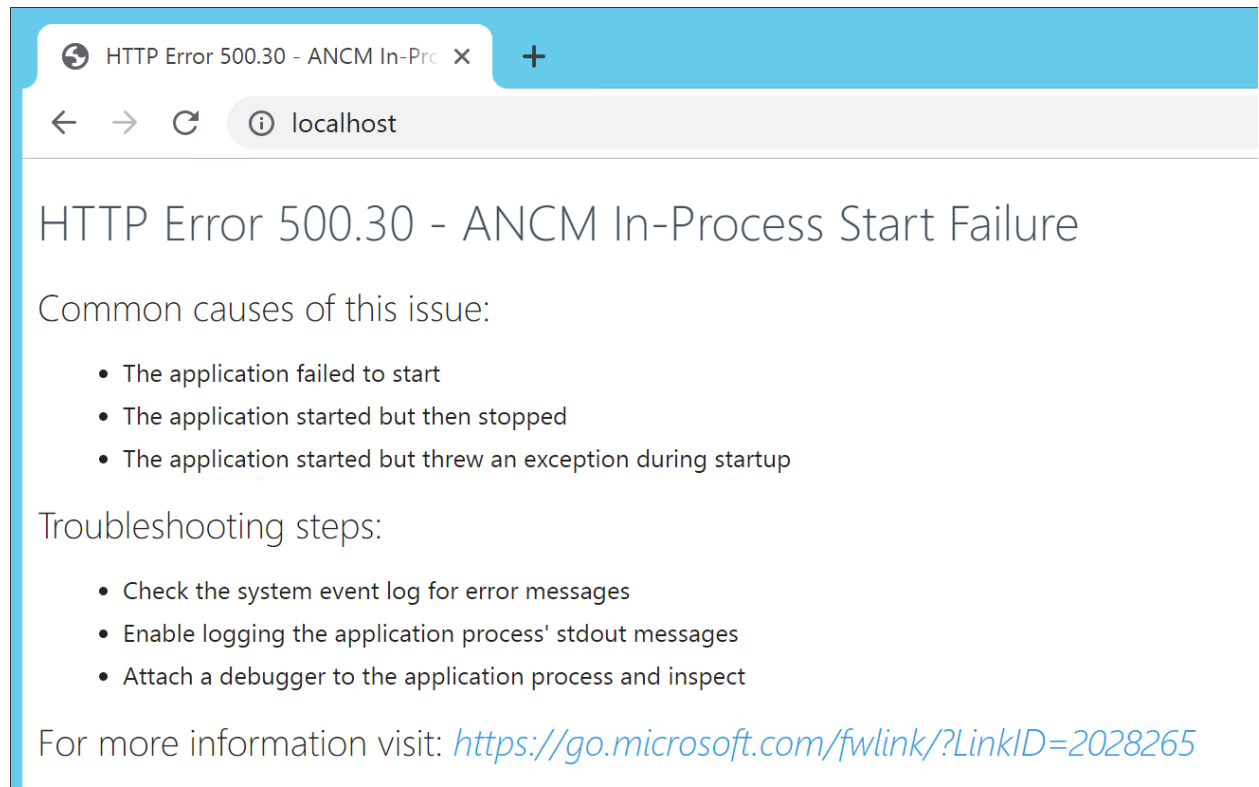 HTTP Error 500.30 - ANCM In-Pro
localhost
HTTP Error 500.30 - ANCM In-Process Start Failure
Common causes of this issue:
• The application failed to start
• The application started but then stopped
• The application started but threw an exception during startup
Troubleshooting steps:
• Check the system event log for error messages
• Enable logging the application process' stdout messages
• Attach a debugger to the application process and inspect
For more information visit: https://go.microsoft.com/fwlink/?LinkID=2028265